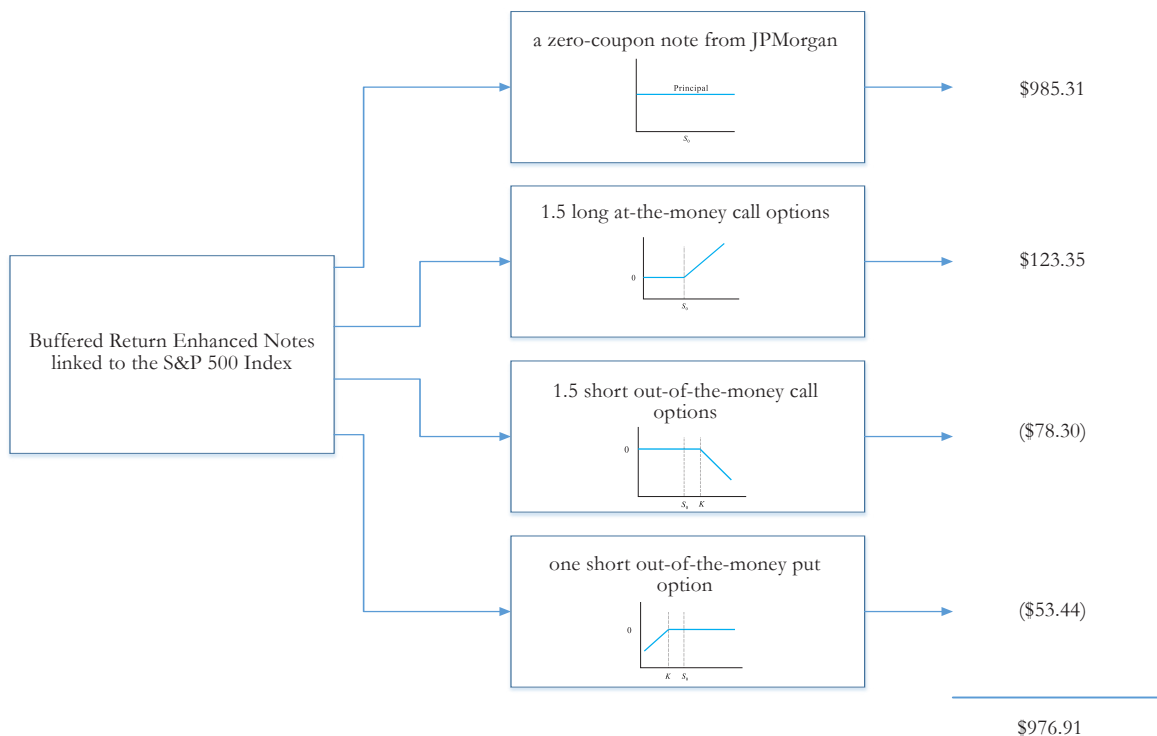 a zero-coupon note from JPMorgan
Principal
S₀
$985.31
1.5 long at-the-money call options
0
S₀
$123.35
Buffered Return Enhanced Notes
linked to the S&P 500 Index
1.5 short out-of-the-money call
options
0
S₀ K
($78.30)
one short out-of-the-money put
option
0
K S₀
($53.44)
$976.91